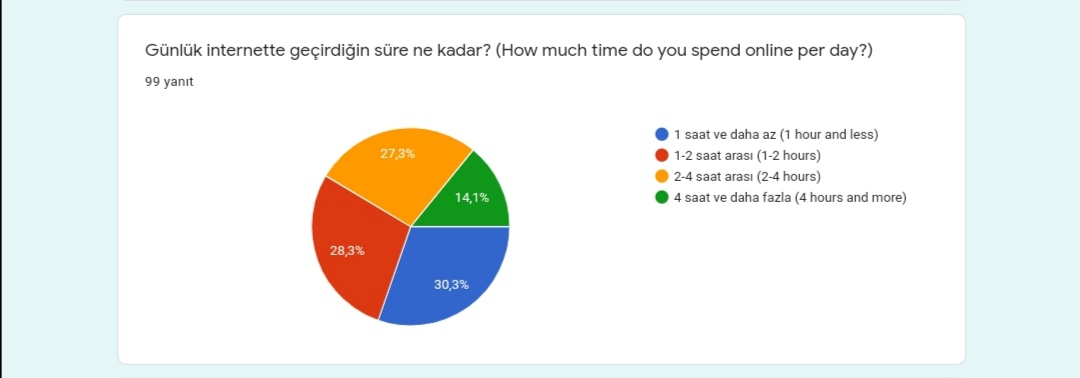 Günlük internette geçirdiğin süre ne kadar? (How much time do you spend online per day?)
99 yanıt
27,3%
14,1%
28,3%
30,3%
1 saat ve daha az (1 hour and less)
1-2 saat arası (1-2 hours)
2-4 saat arası (2-4 hours)
4 saat ve daha fazla (4 hours and more)